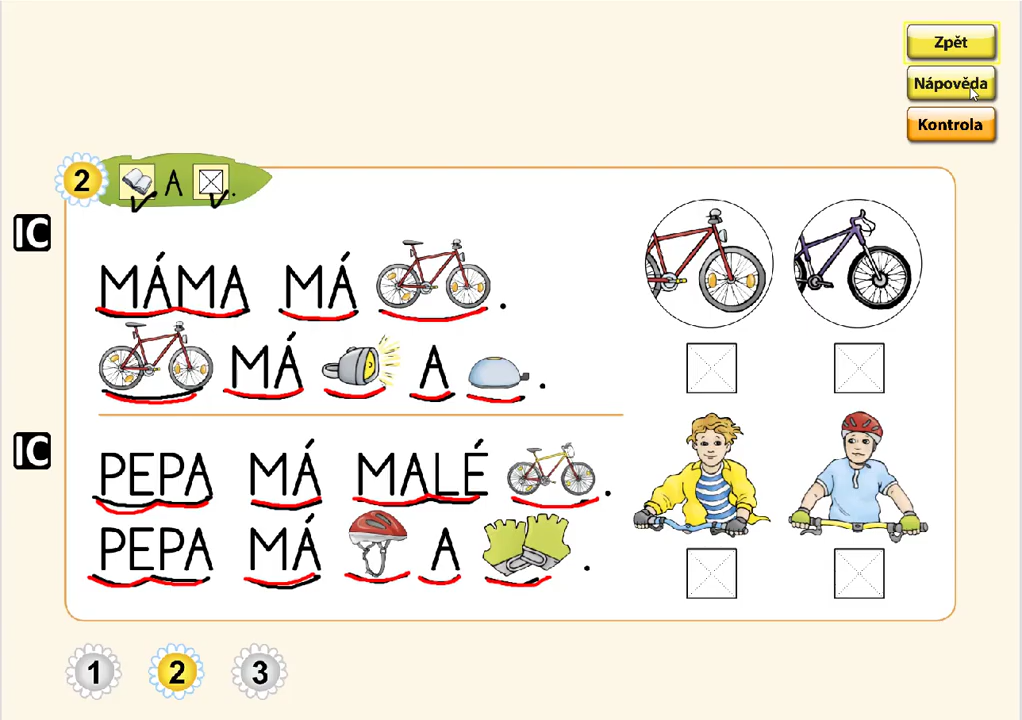 Zpět
Nápověda
Kontrola
2 A .
IC
MÁMA MÁ .
MÁ A .
IC
PEPA MÁ MALÉ .
PEPA MÁ A .
1 2 3